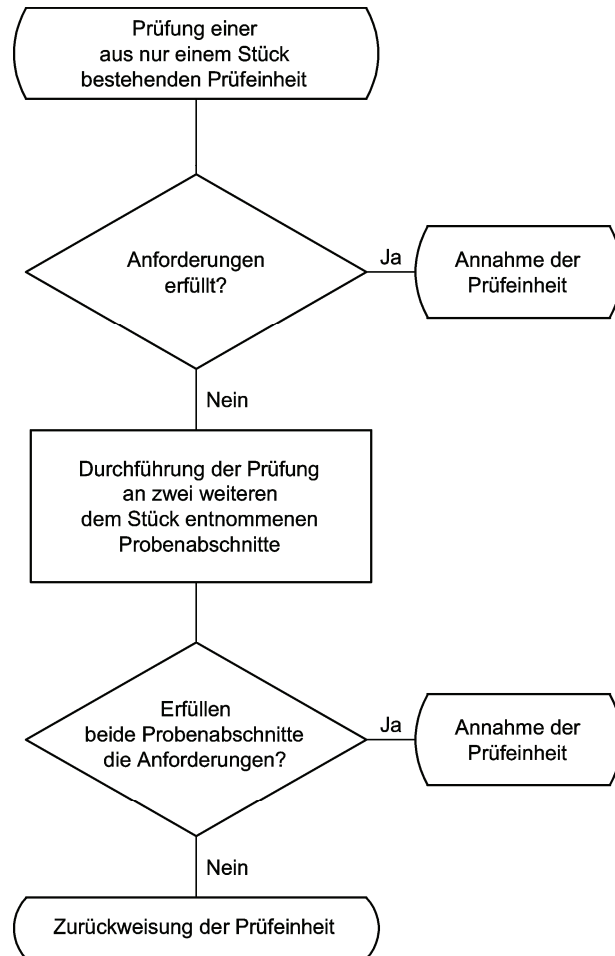 Prüfung einer
aus nur einem Stück
bestehenden Prüfeinheit
Anforderungen
erfüllt?
Ja
Annahme der
Prüfeinheit
Nein
Durchführung der Prüfung
an zwei weiteren
dem Stück entnommenen
Probenabschnitte
Erfüllen
beide Probenabschnitte
die Anforderungen?
Ja
Annahme der
Prüfeinheit
Nein
Zurückweisung der Prüfeinheit